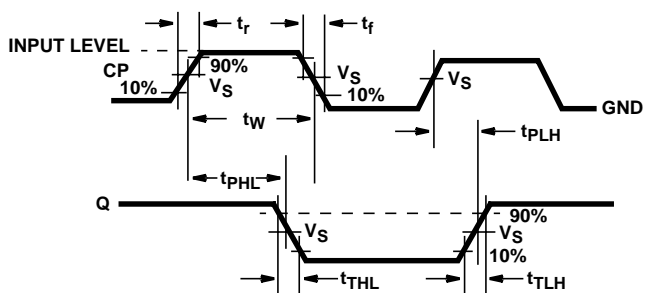 tr
tf
INPUT LEVEL
CP
90%
VS
10%
VS
10%
VS
tW
GND
tPLH
tPHL
Q
90%
VS
VS
10%
tTHL
tTLH